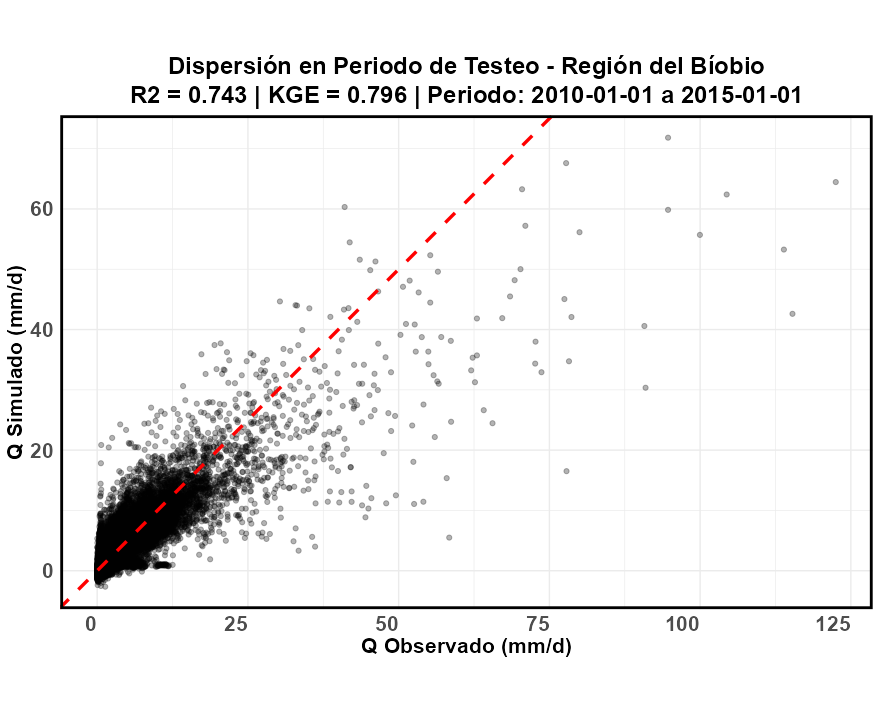 Dispersión en Periodo de Testeo - Región del Bíobio
R2 = 0.743 | KGE = 0.796 | Periodo: 2010-01-01 a 2015-01-01
Q Simulado (mm/d)
60
40
20
0
0 25 50 75 100 125
Q Observado (mm/d)